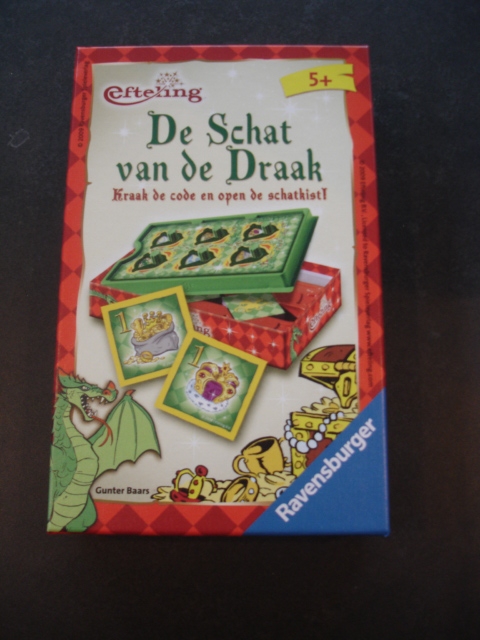 efteling
5+
De Schat
van de Draak
Kraak de code en open de schatkist!
1
1
Gunter Baars
Ravensburger